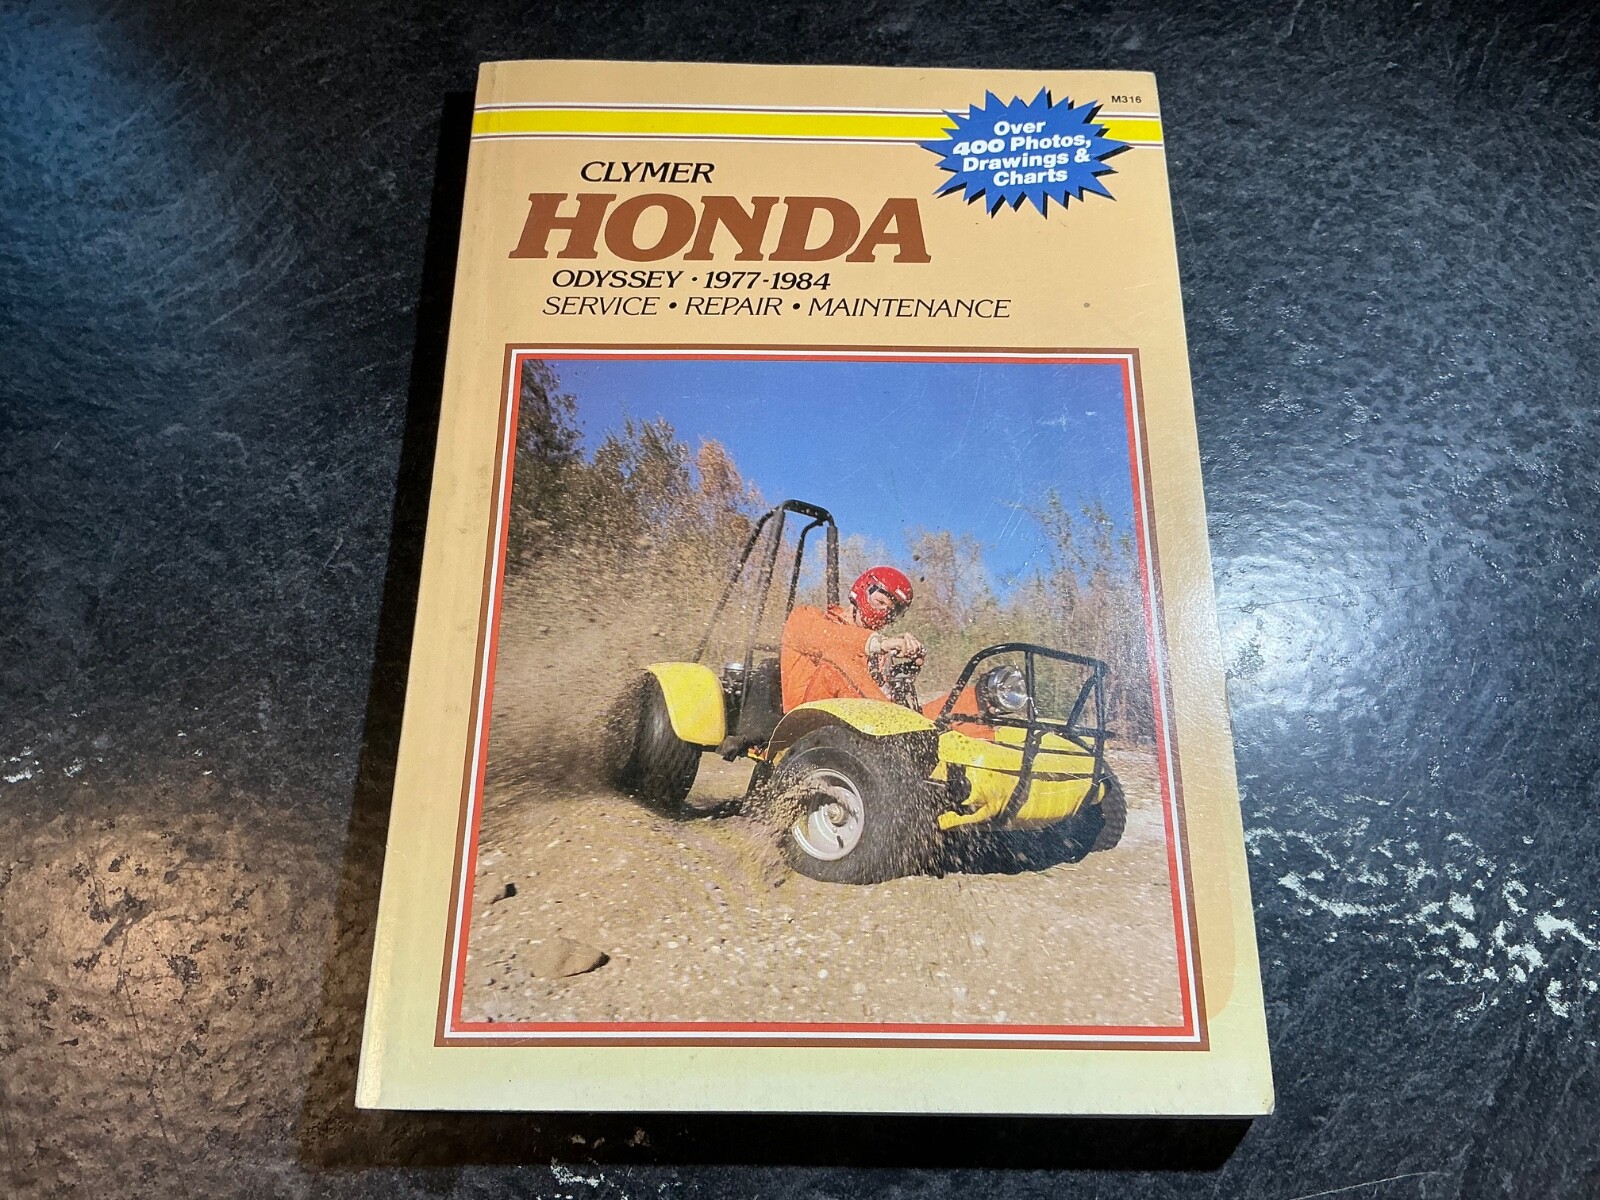 M316
Over
400 Photos,
Drawings &
Charts
CLYMER
HONDA
ODYSSEY · 1977-1984
SERVICE • REPAIR • MAINTENANCE